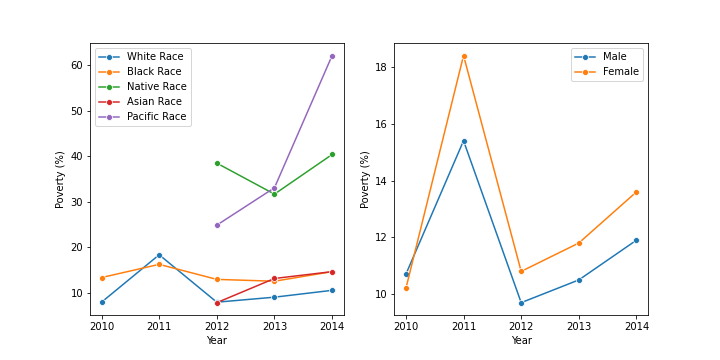 White Race
Black Race
Native Race
Asian Race
Pacific Race
Poverty (%)
60
50
40
30
20
10
2010 2011 2012 2013 2014
Year
Male
Female
Poverty (%)
18
16
14
12
10
2010 2011 2012 2013 2014
Year